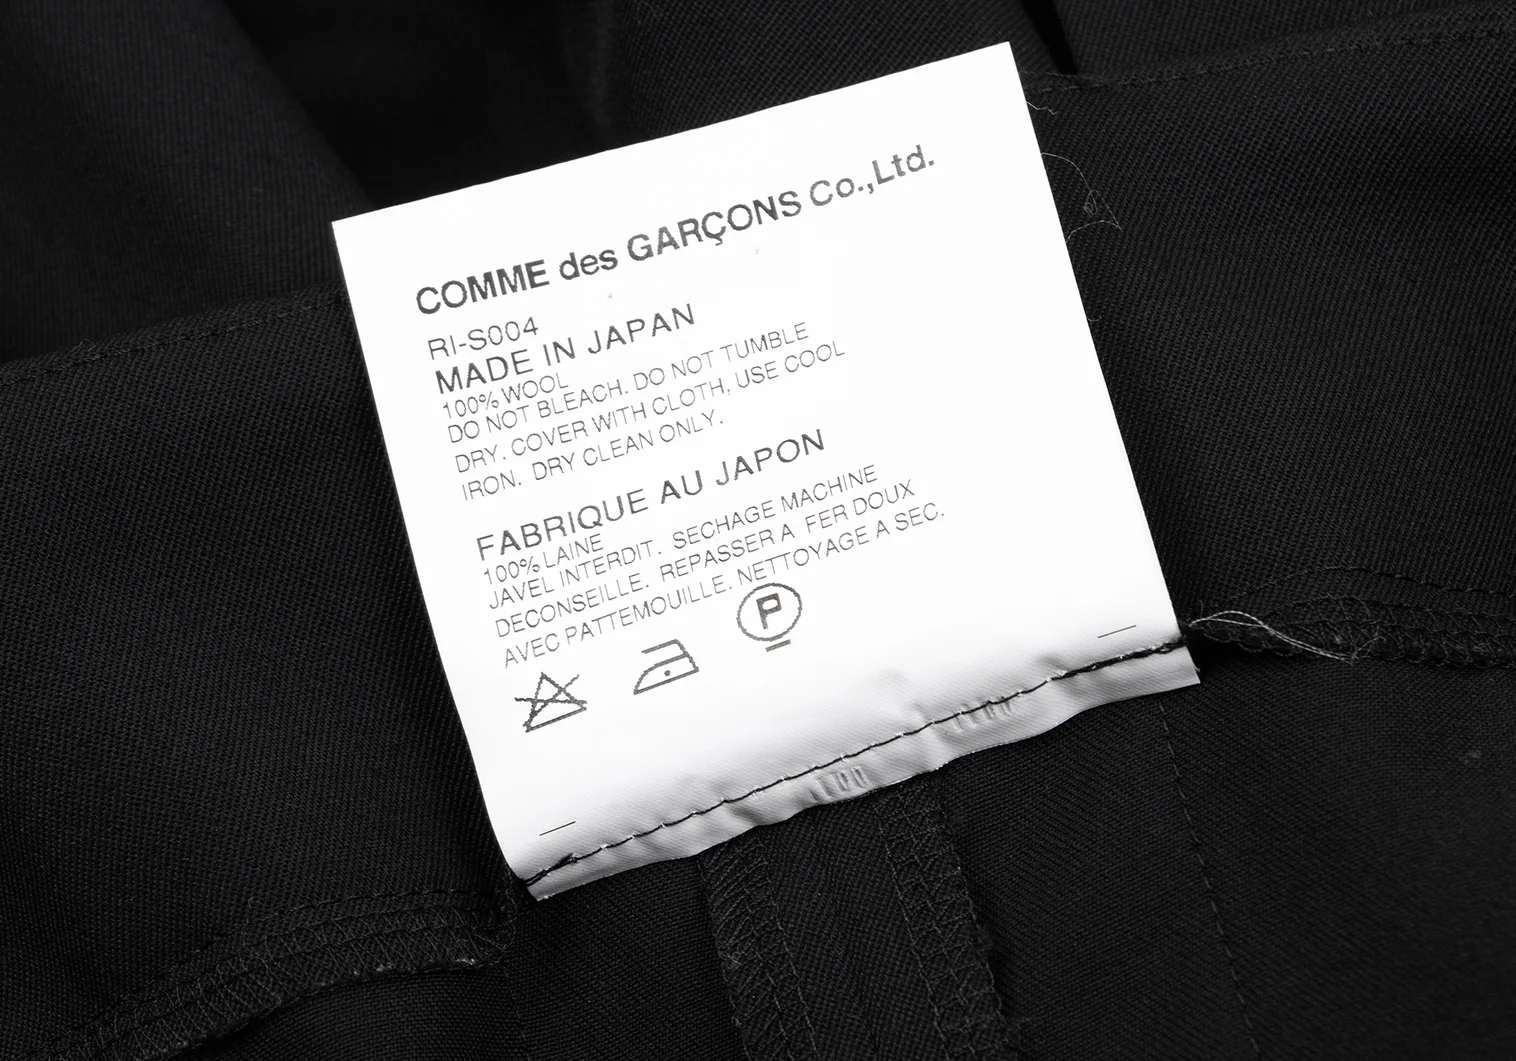 COMME des GARÇONS Co.,Ltd.
RI-S004
MADE IN JAPAN
100% WOOL
DO NOT BLEACH. DO NOT TUMBLE
DRY. COVER WITH CLOTH, USE COOL
IRON. DRY CLEAN ONLY.
FABRIQUE AU JAPON
100% LAINE
JAVEL INTERDIT. SECHAGE MACHINE
DECONSEILLE. REPASSER A FER DOUX
AVEC PATTEMOUILLE. NETTOYAGE A SEC.
P